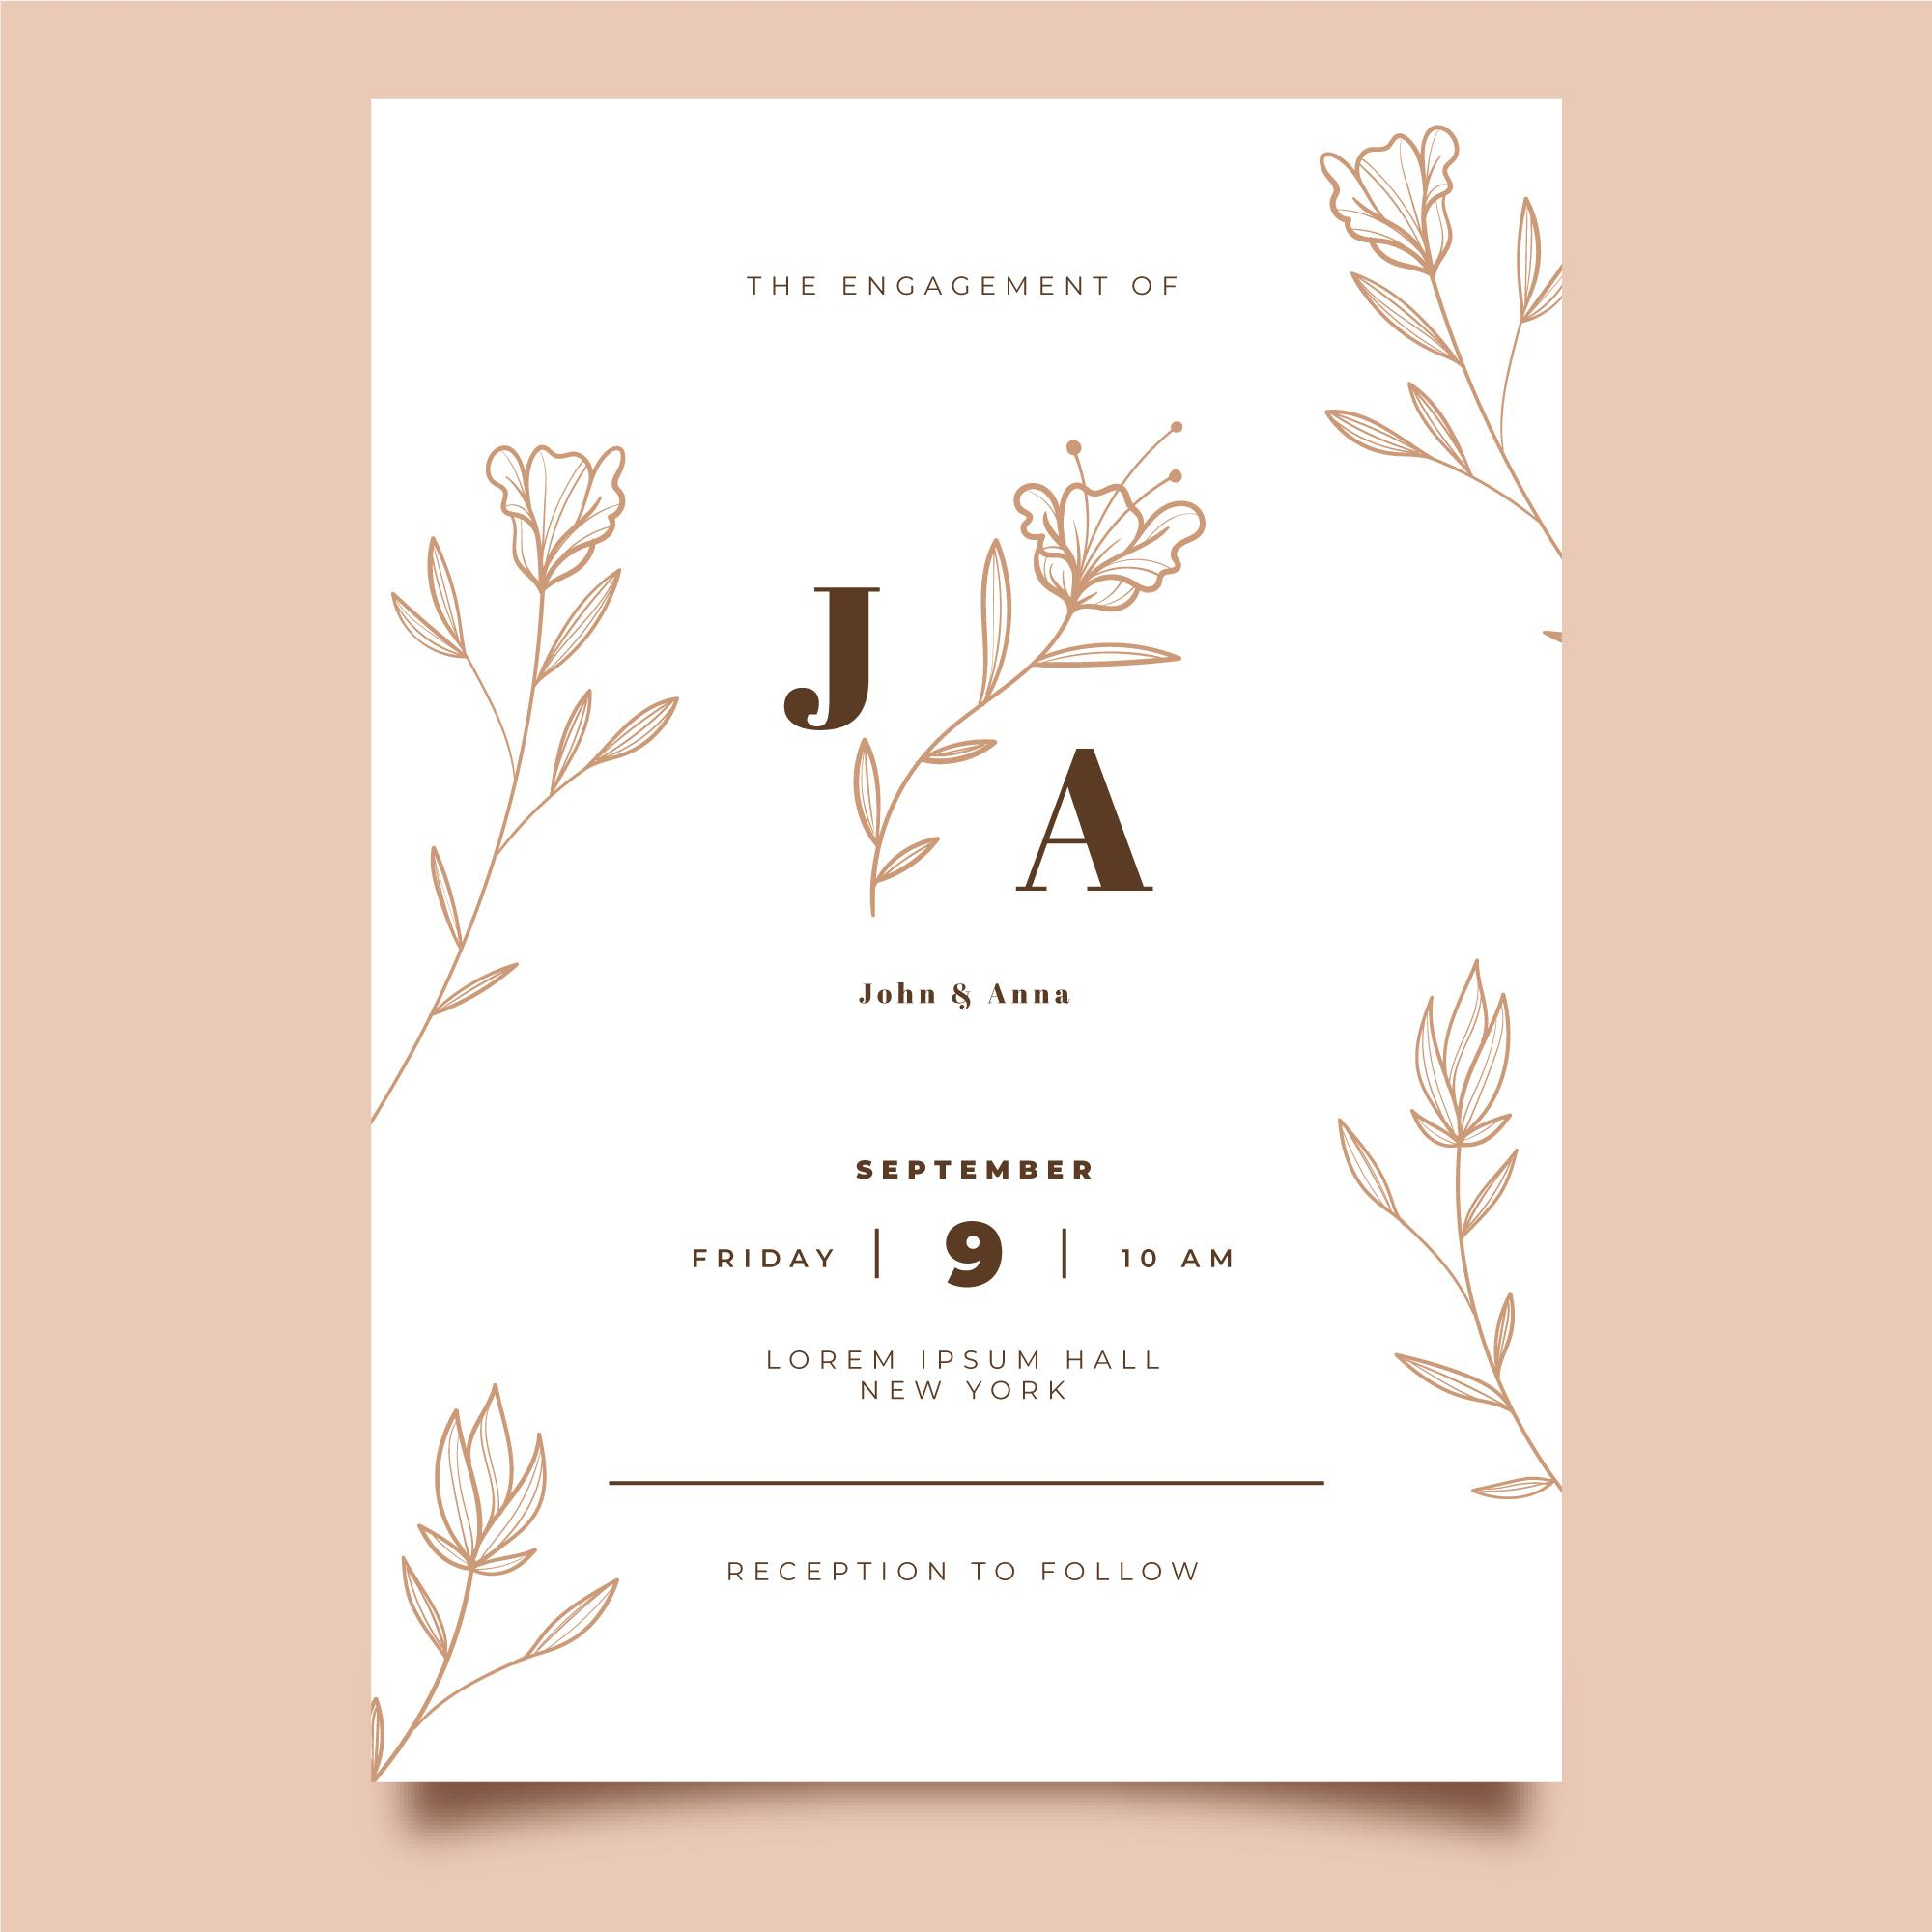 THE ENGAGEMENT OF
J
A
John & Anna
SEPTEMBER
FRIDAY | 9 | 10 AM
LOREM IPSUM HALL
NEW YORK
RECEPTION TO FOLLOW